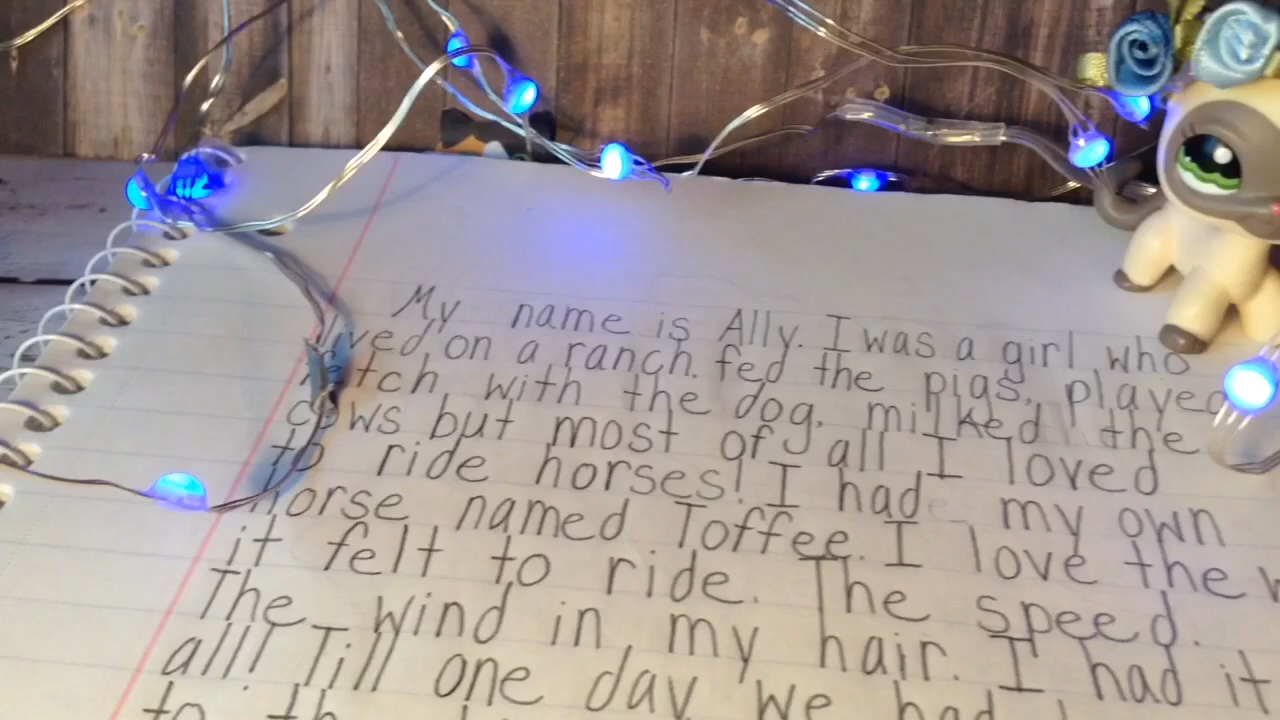 My name is Ally. I was a girl who
lived on a ranch. fed the pigs, played
fetch with the dog, milked the
cows but most of all I loved
to ride horses! I had my own
horse named Toffee. I love the
it felt to ride. The speed.
The wind in my hair. I had it
all! Till one day we had
to